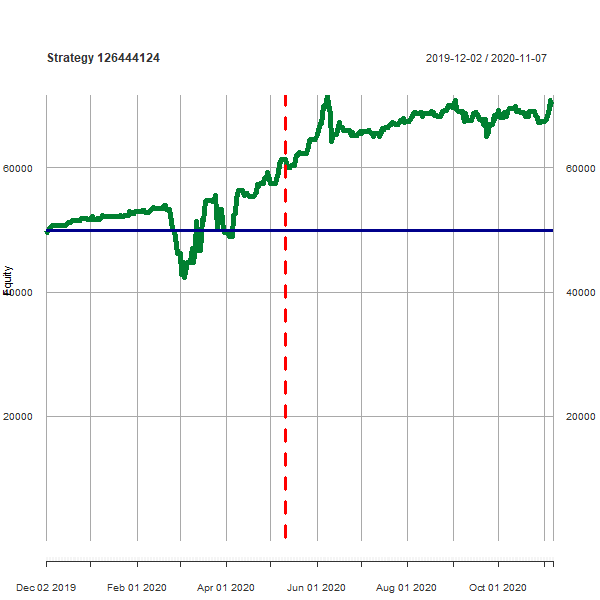 Strategy 126444124
2019-12-02 / 2020-11-07
60000
60000
Equity
40000
40000
20000
20000
Dec 02 2019
Feb 01 2020
Apr 01 2020
Jun 01 2020
Aug 01 2020
Oct 01 2020